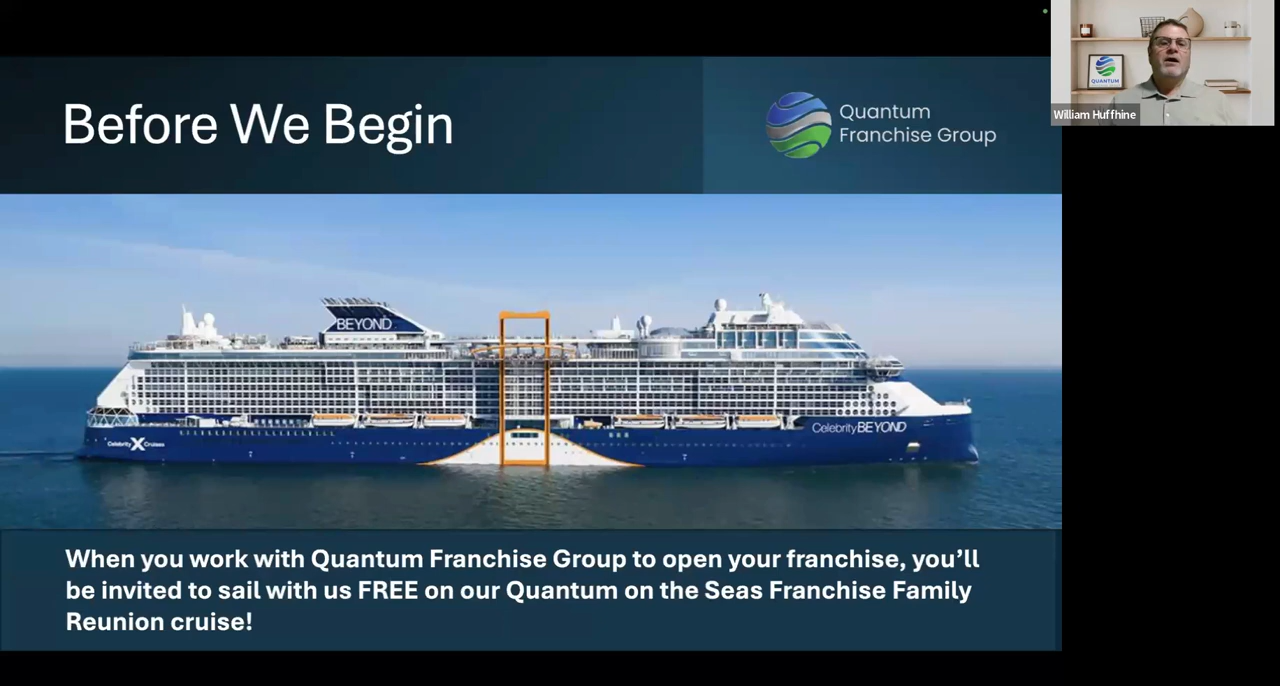 Before We Begin
Quantum
Franchise Group
QUANTUM
William Huffhine
BEYOND
Celebrity X Cruises
Celebrity BEYOND
When you work with Quantum Franchise Group to open your franchise, you’ll
be invited to sail with us FREE on our Quantum on the Seas Franchise Family
Reunion cruise!